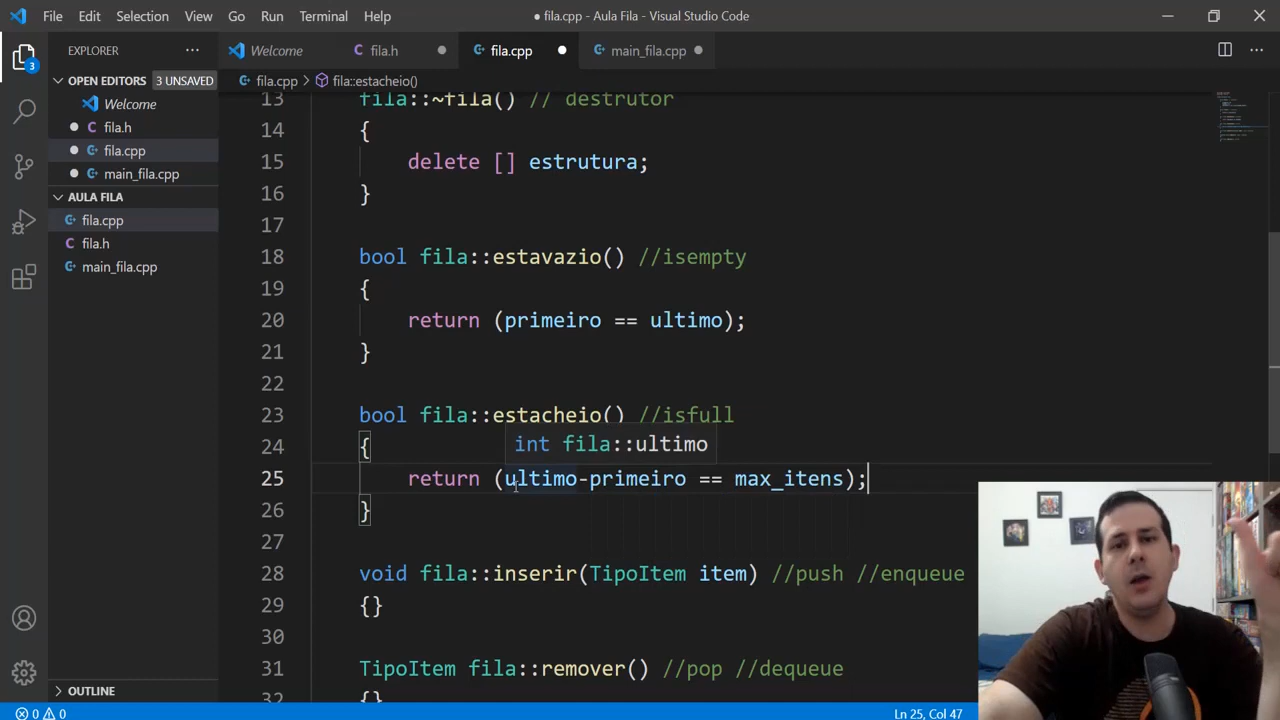 File Edit Selection View Go Run Terminal Help
● fila.cpp - Aula Fila - Visual Studio Code
EXPLORER
Welcome
fila.h
fila.cpp
main_fila.cpp
OPEN EDITORS 3 UNSAVED
fila.cpp > fila::estacheio()
3
Welcome
fila.h
fila.cpp
main_fila.cpp
AULA FILA
fila.cpp
fila.h
main_fila.cpp
OUTLINE
13 fila::~fila() // destrutor
14 {
15 delete [] estrutura;
16 }
17
18 bool fila::estavazio() //isempty
19 {
20 return (primeiro == ultimo);
21 }
22
23 bool fila::estacheio() //isfull
24 {
int fila::ultimo
25 return (ultimo-primeiro == max_itens);
26 }
27
28 void fila::inserir(TipoItem item) //push //enqueue
29 {}
30
31 TipoItem fila::remover() //pop //dequeue
32 {}
0 0
Ln 25, Col 47